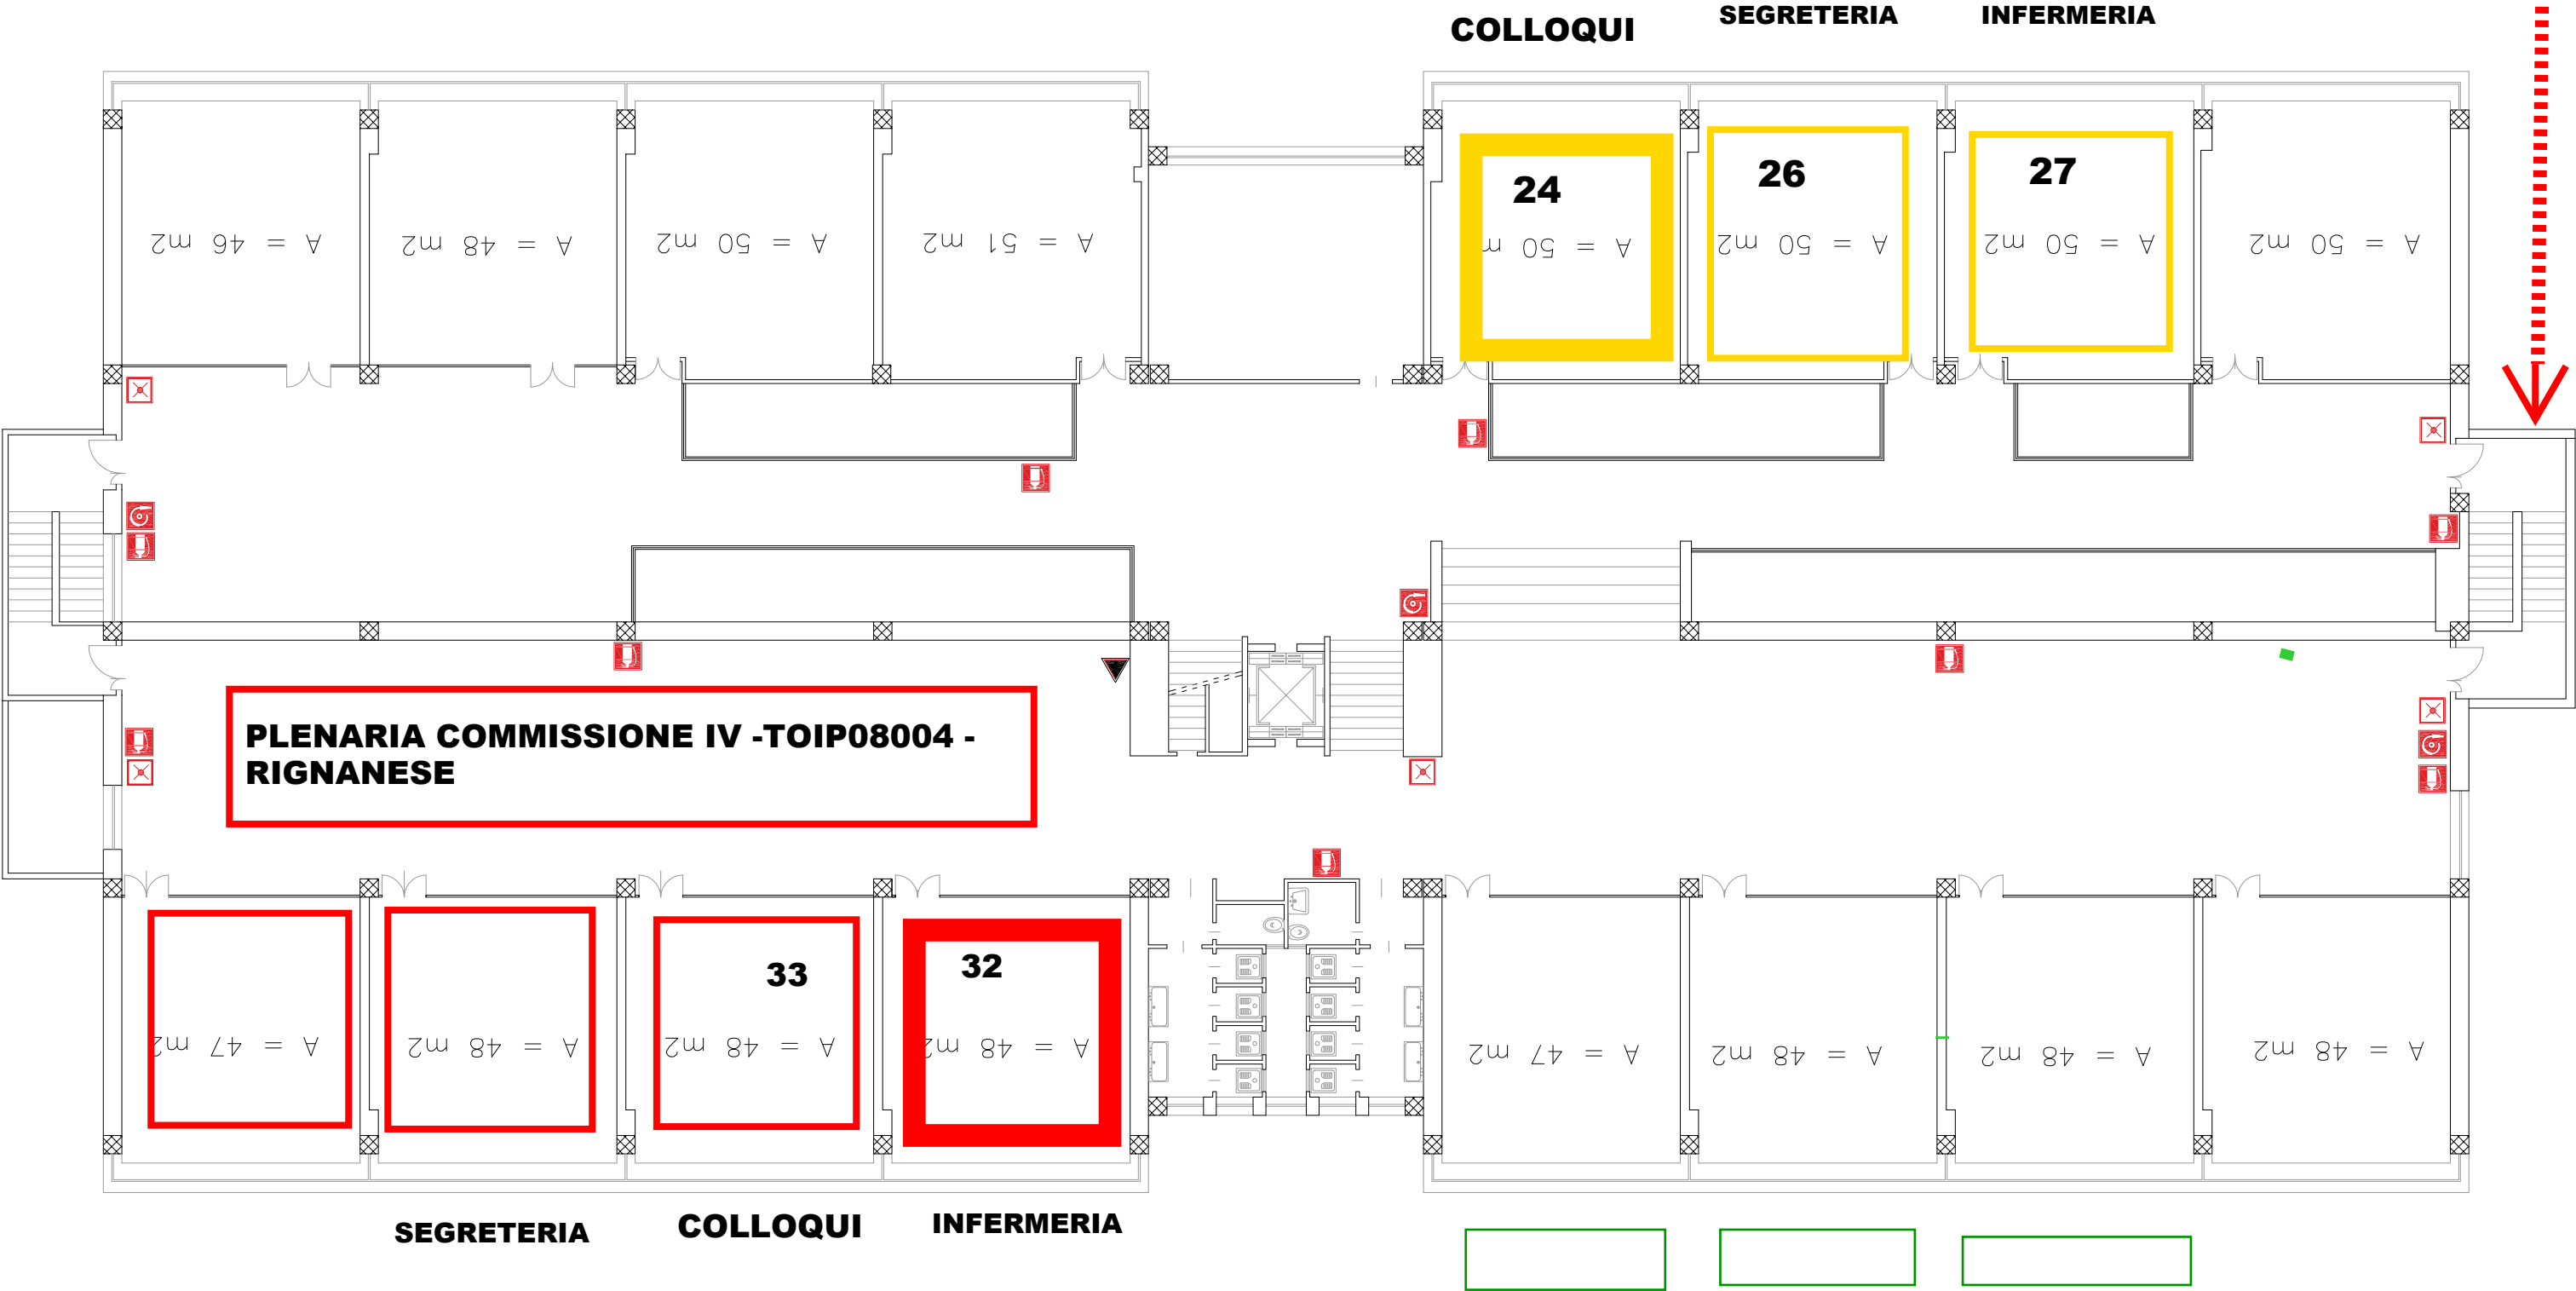 COLLOQUI
SEGRETERIA
INFERMERIA
24
26
27
A = 46 m2
A = 48 m2
A = 50 m2
A = 51 m2
A = 50 m
A = 50 m2
A = 50 m2
A = 50 m2
PLENARIA COMMISSIONE IV -TOIP08004 -
RIGNANESE
33
32
A = 47 m2
A = 48 m2
A = 48 m2
A = 48 m2
A = 47 m2
A = 48 m2
A = 48 m2
A = 48 m2
SEGRETERIA
COLLOQUI
INFERMERIA